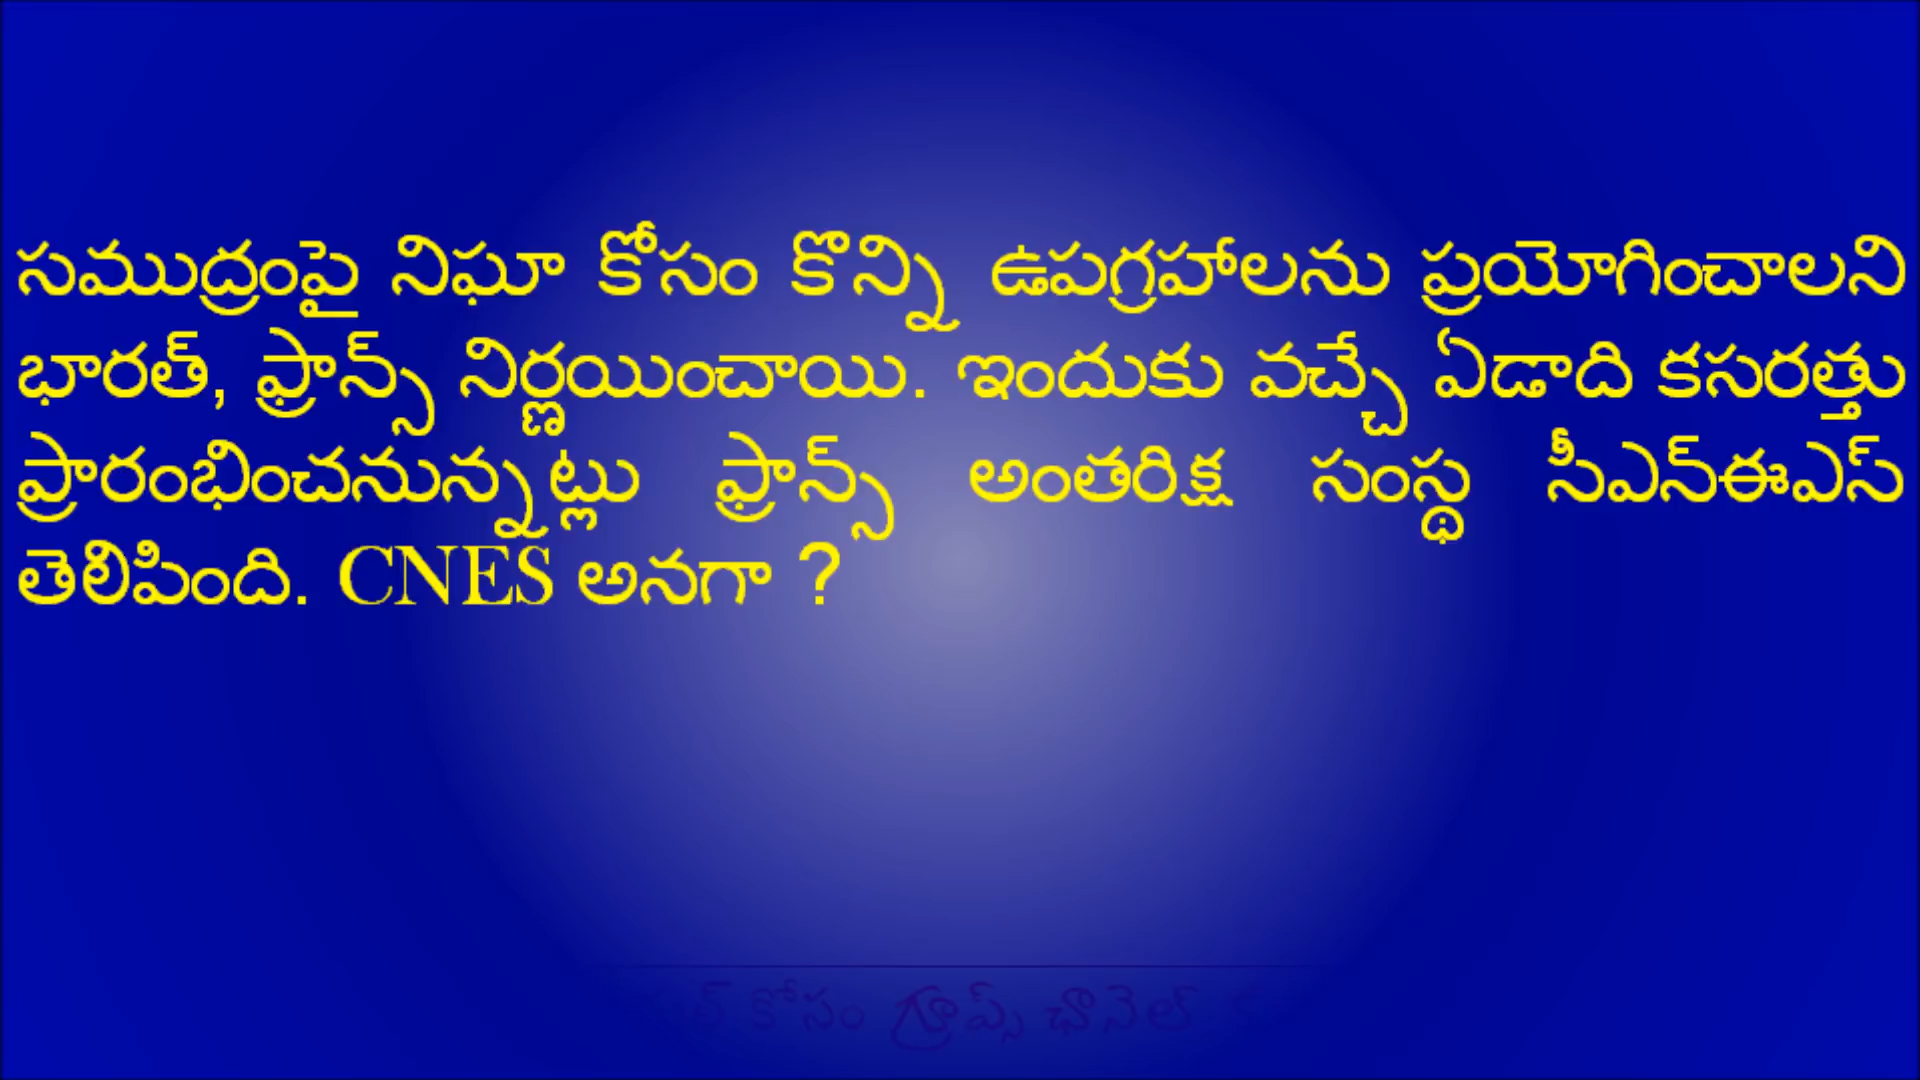 సముద్రంపై నిఘా కోసం కొన్ని ఉపగ్రహాలను ప్రయోగించాలని
భారత్, ఫ్రాన్స్ నిర్ణయించాయి. ఇందుకు వచ్చే ఏడాది కసరత్తు
ప్రారంభించనున్నట్లు ఫ్రాన్స్ అంతరిక్ష సంస్థ సీఎన్ఈఎస్
తెలిపింది. CNES అనగా ?
కోసం గ్రూప్స్ ఛానెల్